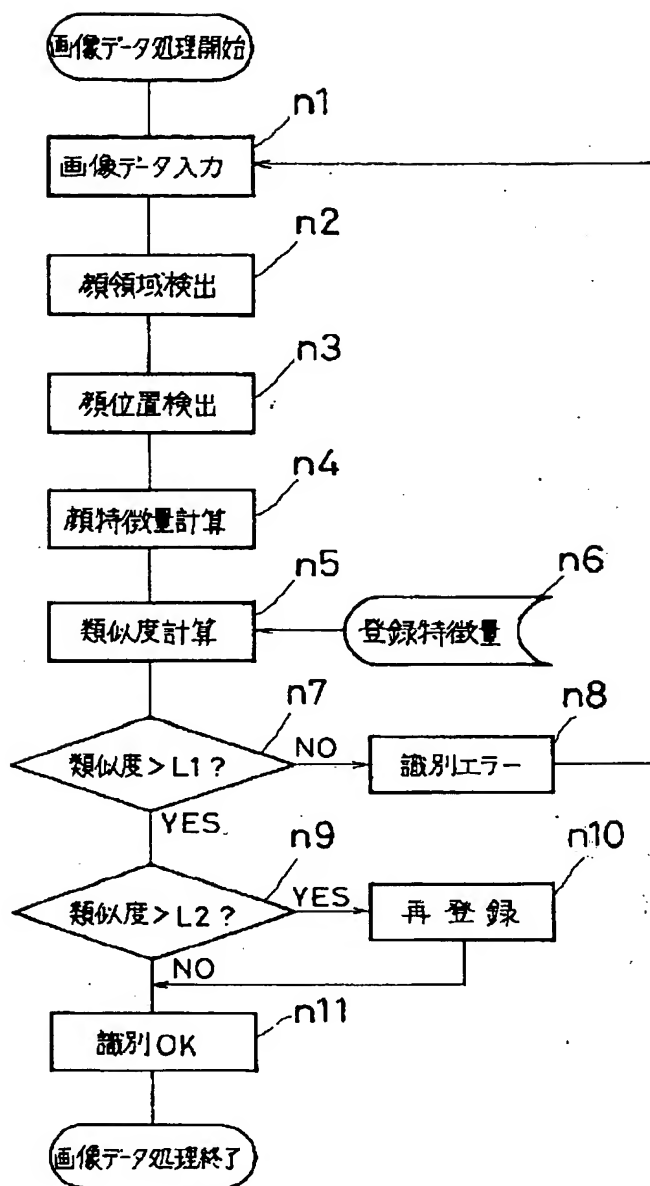 画像データ処理開始
n1
画像データ入力
n2
顔領域検出
n3
顔位置検出
n4
顔特徴量計算
n5
類似度計算
n6
登録特徴量
n7
類似度>L1?
NO
n8
識別エラー
YES
n9
類似度>L2?
YES
n10
再登録
NO
n11
識別OK
画像データ処理終了